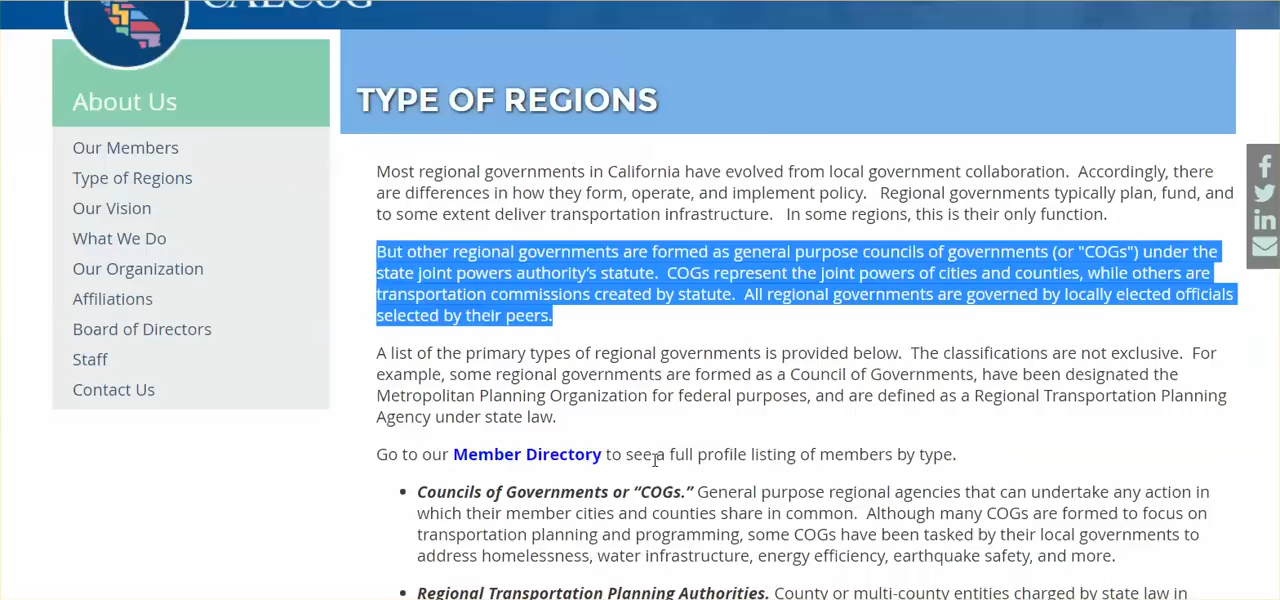 CALCOG
About Us
Our Members
Type of Regions
Our Vision
What We Do
Our Organization
Affiliations
Board of Directors
Staff
Contact Us
TYPE OF REGIONS
Most regional governments in California have evolved from local government collaboration.  Accordingly, there
are differences in how they form, operate, and implement policy.   Regional governments typically plan, fund, and
to some extent deliver transportation infrastructure.   In some regions, this is their only function.
But other regional governments are formed as general purpose councils of governments (or "COGs") under the
state joint powers authority’s statute.  COGs represent the joint powers of cities and counties, while others are
transportation commissions created by statute.  All regional governments are governed by locally elected officials
selected by their peers.
A list of the primary types of regional governments is provided below.  The classifications are not exclusive.  For
example, some regional governments are formed as a Council of Governments, have been designated the
Metropolitan Planning Organization for federal purposes, and are defined as a Regional Transportation Planning
Agency under state law.
Go to our Member Directory to see a full profile listing of members by type.
• Councils of Governments or “COGs.” General purpose regional agencies that can undertake any action in
which their member cities and counties share in common.  Although many COGs are formed to focus on
transportation planning and programming, some COGs have been tasked by their local governments to
address homelessness, water infrastructure, energy efficiency, earthquake safety, and more.
• Regional Transportation Planning Authorities. County or multi-county entities charged by state law in